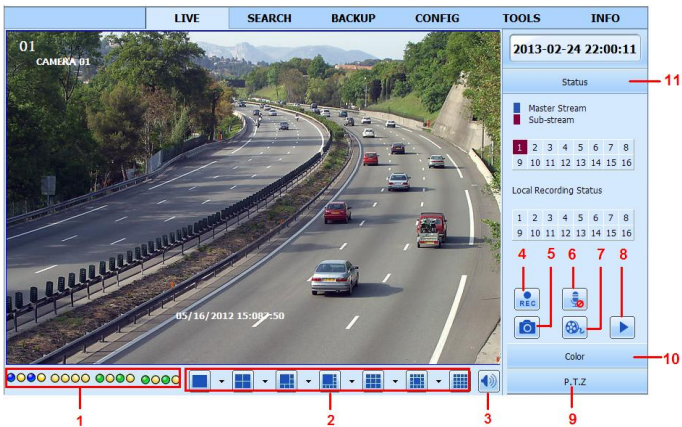 LIVE SEARCH BACKUP CONFIG TOOLS INFO
01
CAMERA 01
2013-02-24 22:00:11
Status
11
Master Stream
Sub-stream
1 2 3 4 5 6 7 8
9 10 11 12 13 14 15 16
Local Recording Status
1 2 3 4 5 6 7 8
9 10 11 12 13 14 15 16
4 5 6 7 8
REC
05/16/2012 15:08
Color
10
P.T.Z
1 2 3 9